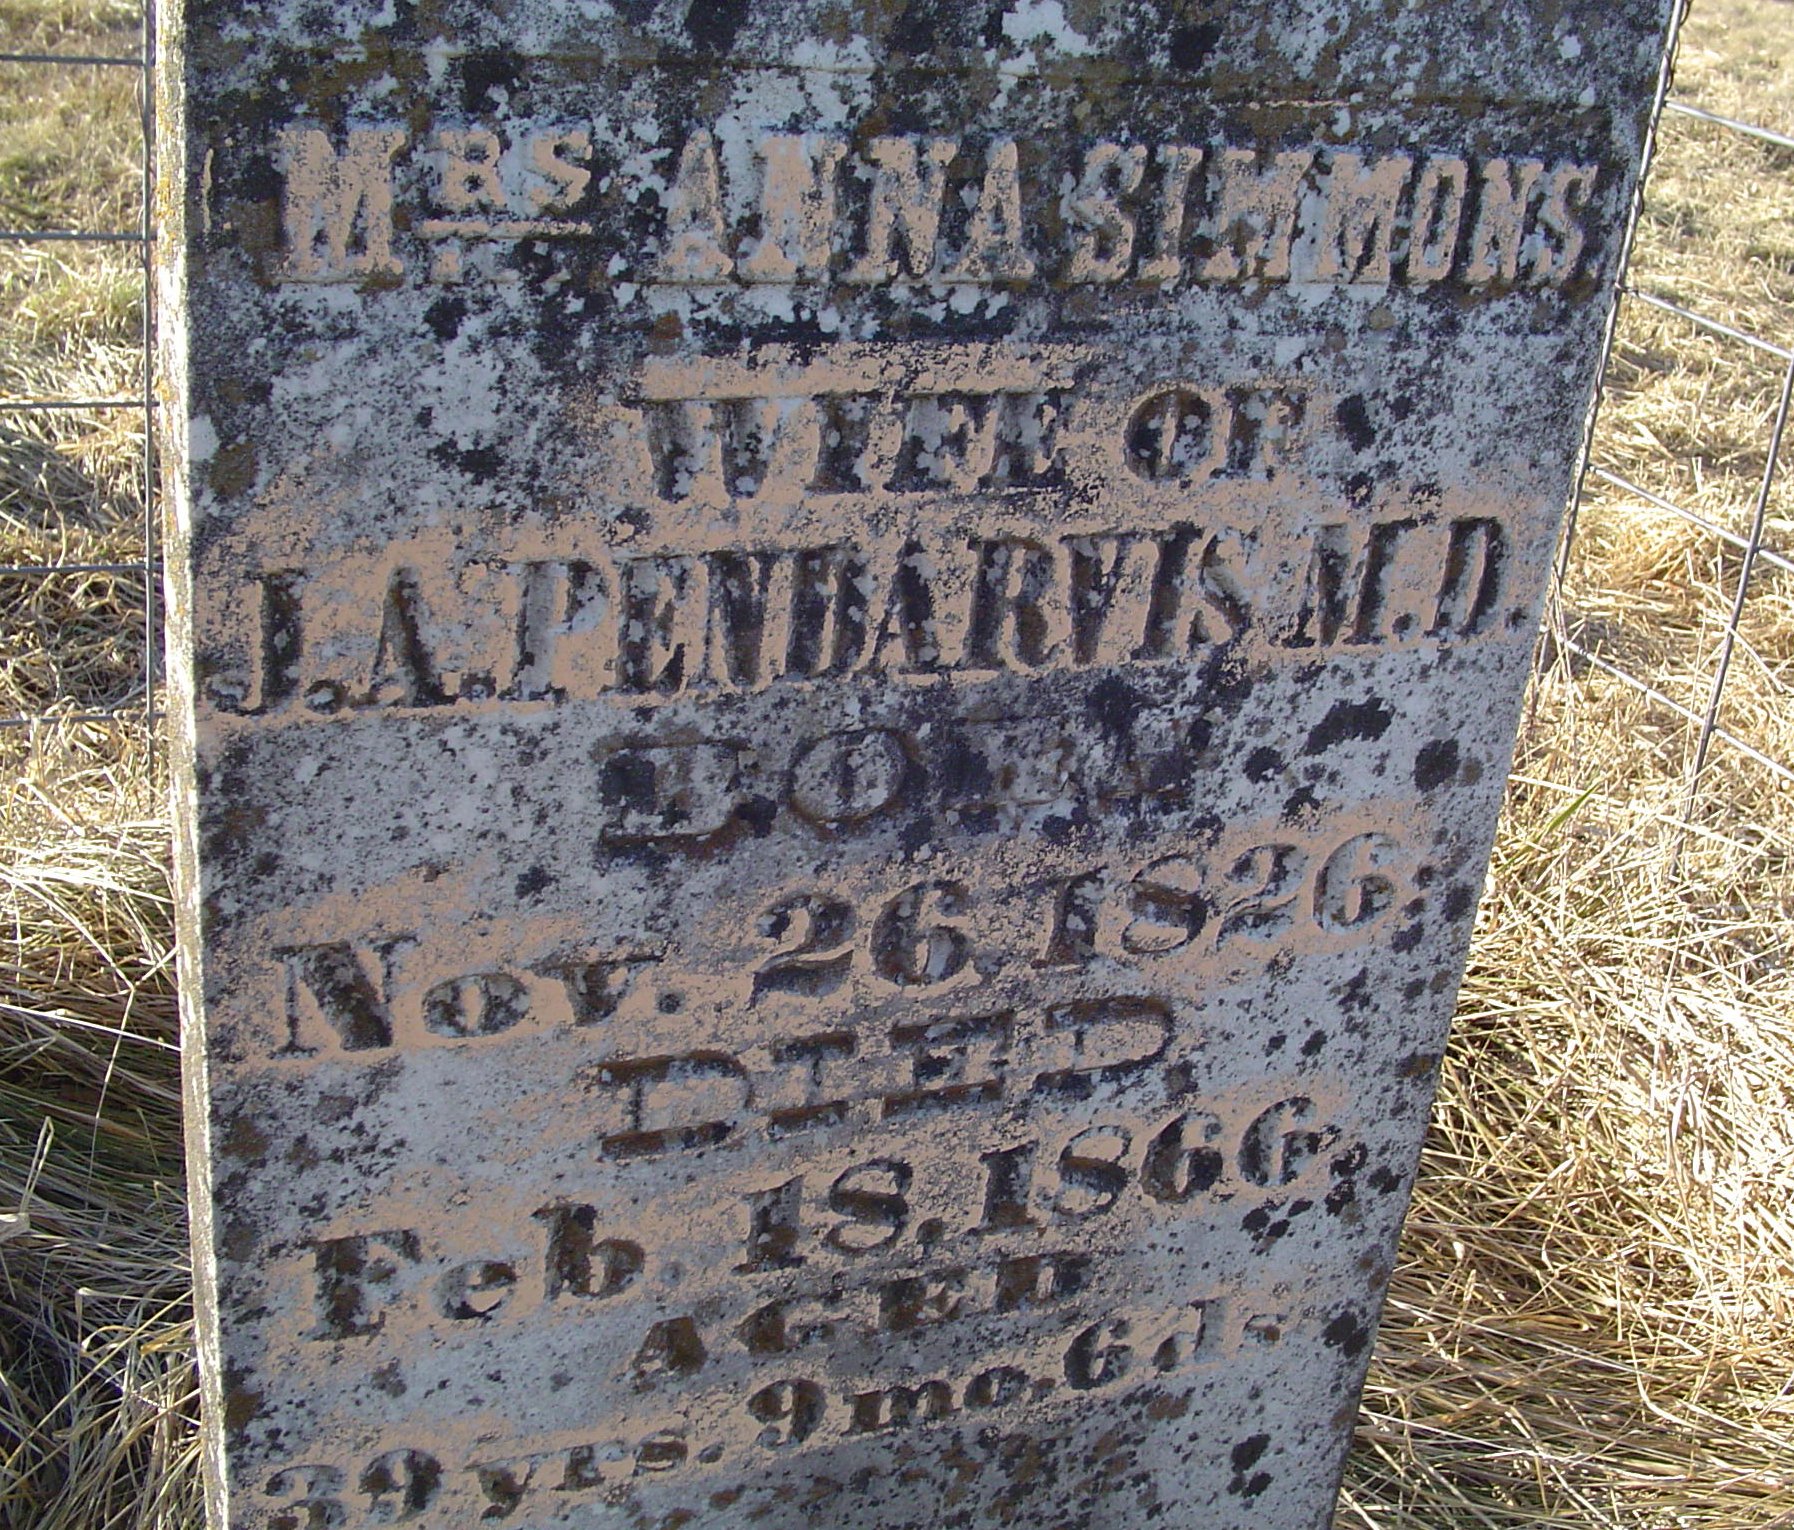 Mrs ANNA SIMMONS
WIFE OF
J. A. PENDARVIS M. D.
BORN
Nov. 26 1826
DIED
Feb. 18, 1866
AGED
39 yrs. 9 mo. 6 d.